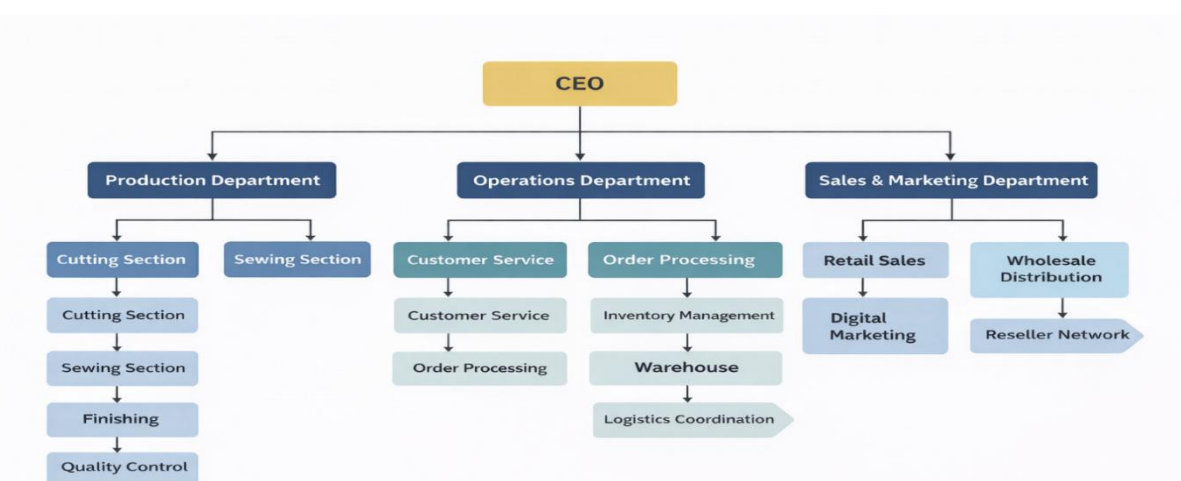 CEO
Production Department
Operations Department
Sales & Marketing Department
Cutting Section
Sewing Section
Customer Service
Order Processing
Retail Sales
Wholesale
Distribution
Cutting Section
Customer Service
Inventory Management
Digital
Marketing
Reseller Network
Sewing Section
Order Processing
Warehouse
Finishing
Logistics Coordination
Quality Control